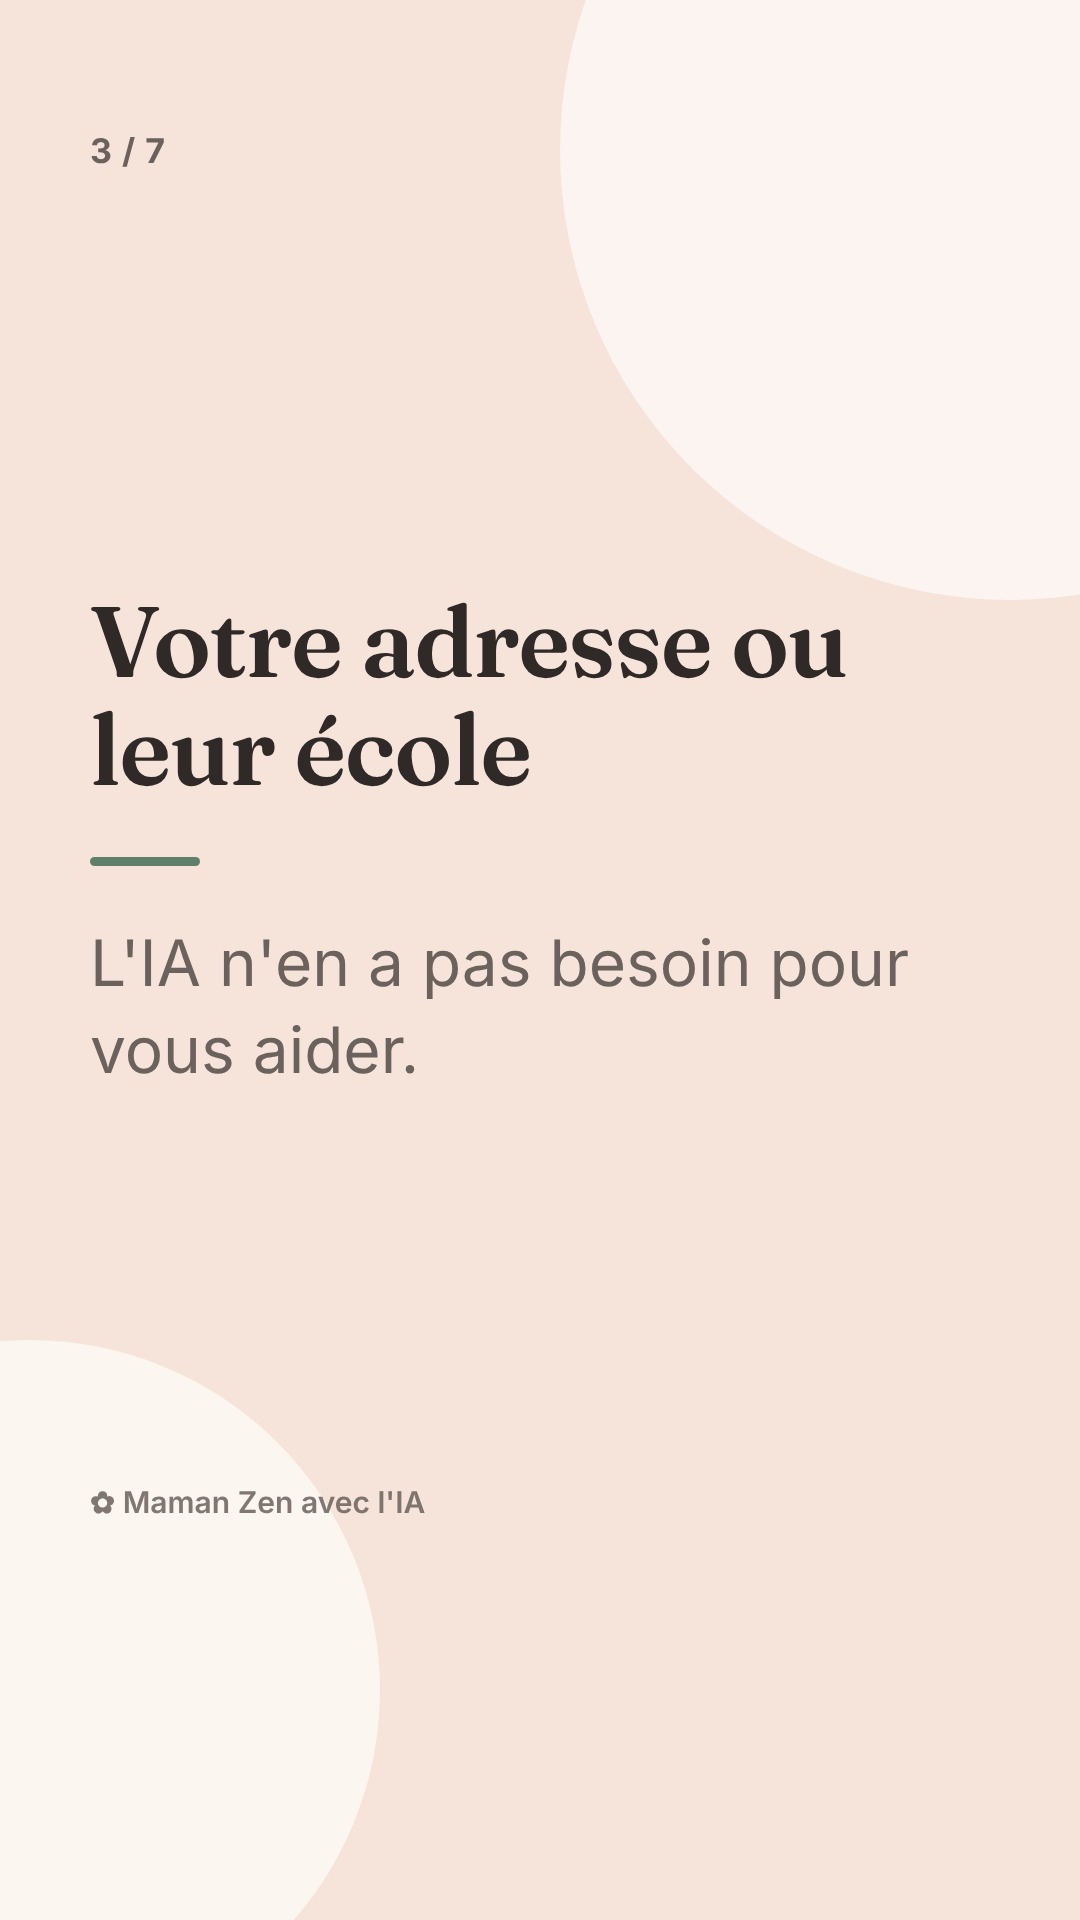 3 / 7
Votre adresse ou
leur école
L'IA n'en a pas besoin pour
vous aider.
✿ Maman Zen avec l'IA